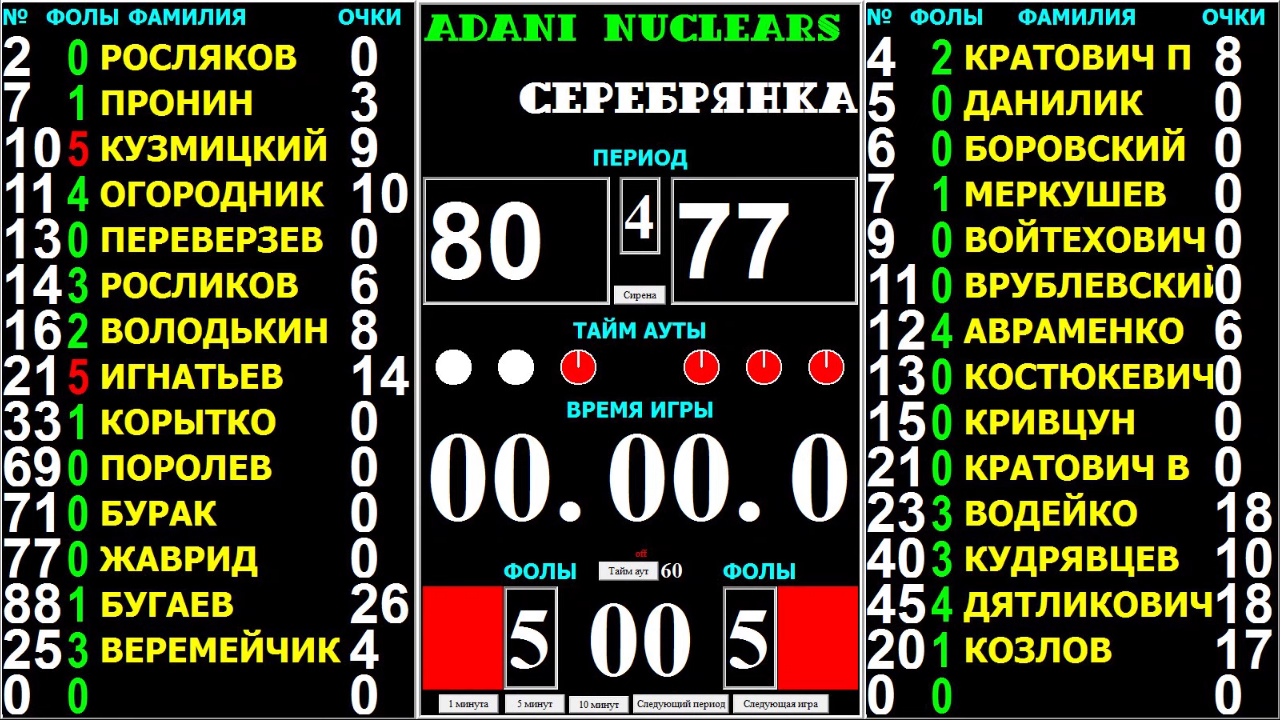 № ФОЛЫ ФАМИЛИЯ ОЧКИ
2 0 РОСЛЯКОВ 0
7 1 ПРОНИН 3
10 5 КУЗМИЦКИЙ 9
11 4 ОГОРОДНИК 10
13 0 ПЕРЕВЕРЗЕВ 0
14 3 РОСЛИКОВ 6
16 2 ВОЛОДЬКИН 8
21 5 ИГНАТЬЕВ 14
33 1 КОРЫТКО 0
69 0 ПОРОЛЕВ 0
71 0 БУРАК 0
77 0 ЖАВРИД 0
88 1 БУГАЕВ 26
25 3 ВЕРЕМЕЙЧИК 4
0 0 0
ADANI NUCLEARS
СЕРЕБРЯНКА
ПЕРИОД
80 4 77
Сирена
ТАЙМ АУТЫ
ВРЕМЯ ИГРЫ
00. 00. 0
off
ФОЛЫ Тайм аут 60 ФОЛЫ
5 00 5
1 минута 5 минут 10 минут Следующий период Следующая игра
№ ФОЛЫ ФАМИЛИЯ ОЧКИ
4 2 КРАТОВИЧ П 8
5 0 ДАНИЛИК 0
6 0 БОРОВСКИЙ 0
7 1 МЕРКУШЕВ 0
9 0 ВОЙТЕХОВИЧ 0
11 0 ВРУБЛЕВСКИЙ 0
12 4 АВРАМЕНКО 6
13 0 КОСТЮКЕВИЧ 0
15 0 КРИВЦУН 0
21 0 КРАТОВИЧ В 0
23 3 ВОДЕЙКО 18
40 3 КУДРЯВЦЕВ 10
45 4 ДЯТЛИКОВИЧ 18
20 1 КОЗЛОВ 17
0 0 0